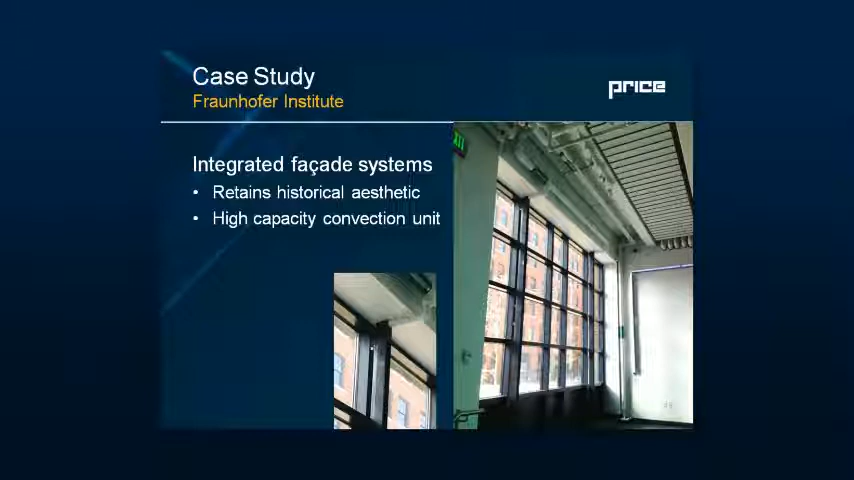 Case Study
Fraunhofer Institute
price
Integrated façade systems
• Retains historical aesthetic
• High capacity convection unit